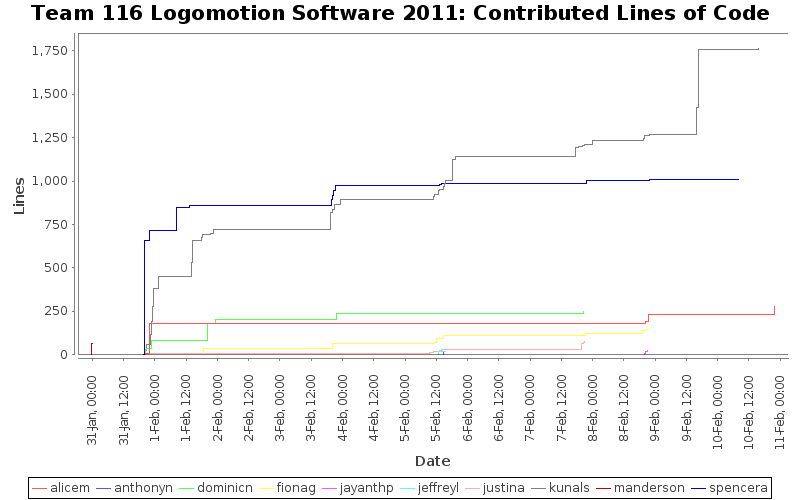 Team 116 Logomotion Software 2011: Contributed Lines of Code
1,750
1,500
1,250
1,000
750
500
250
0
Lines
31-Jan, 00:00
31-Jan, 12:00
1-Feb, 00:00
1-Feb, 12:00
2-Feb, 00:00
2-Feb, 12:00
3-Feb, 00:00
3-Feb, 12:00
4-Feb, 00:00
4-Feb, 12:00
5-Feb, 00:00
5-Feb, 12:00
6-Feb, 00:00
6-Feb, 12:00
7-Feb, 00:00
7-Feb, 12:00
8-Feb, 00:00
8-Feb, 12:00
9-Feb, 00:00
9-Feb, 12:00
10-Feb, 00:00
10-Feb, 12:00
11-Feb, 00:00
Date
alicem anthonyn dominicn fionag jayanthp jeffreyl justina kunals manderson spencera